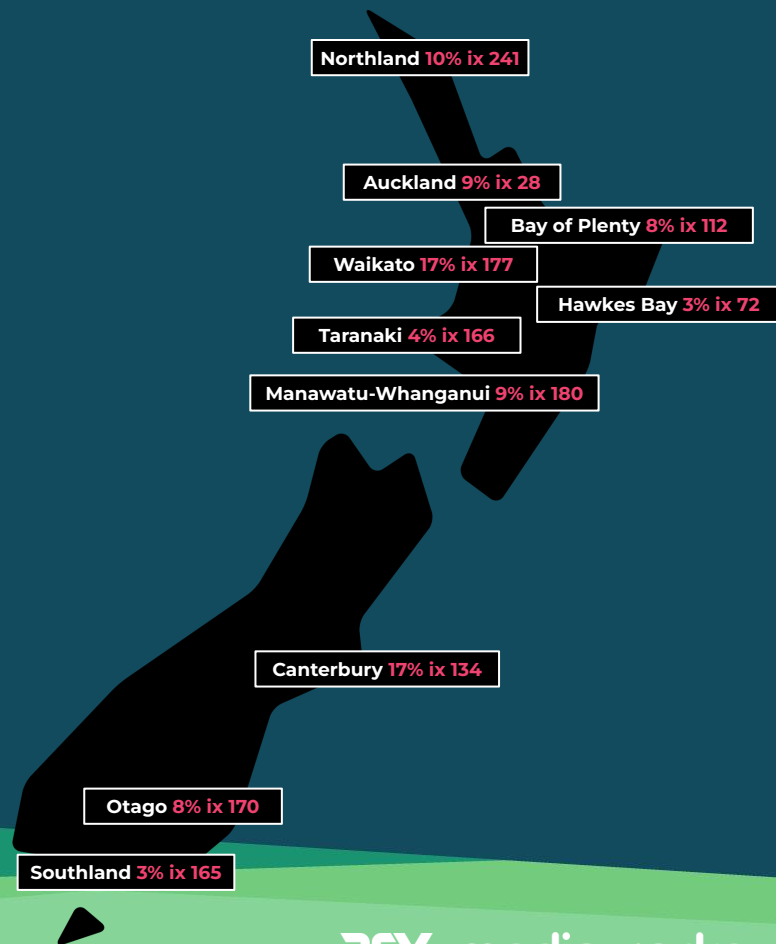 Northland 10% ix 241
Auckland 9% ix 28
Bay of Plenty 8% ix 112
Waikato 17% ix 177
Hawkes Bay 3% ix 72
Taranaki 4% ix 166
Manawatu-Whanganui 9% ix 180
Canterbury 17% ix 134
Otago 8% ix 170
Southland 3% ix 165